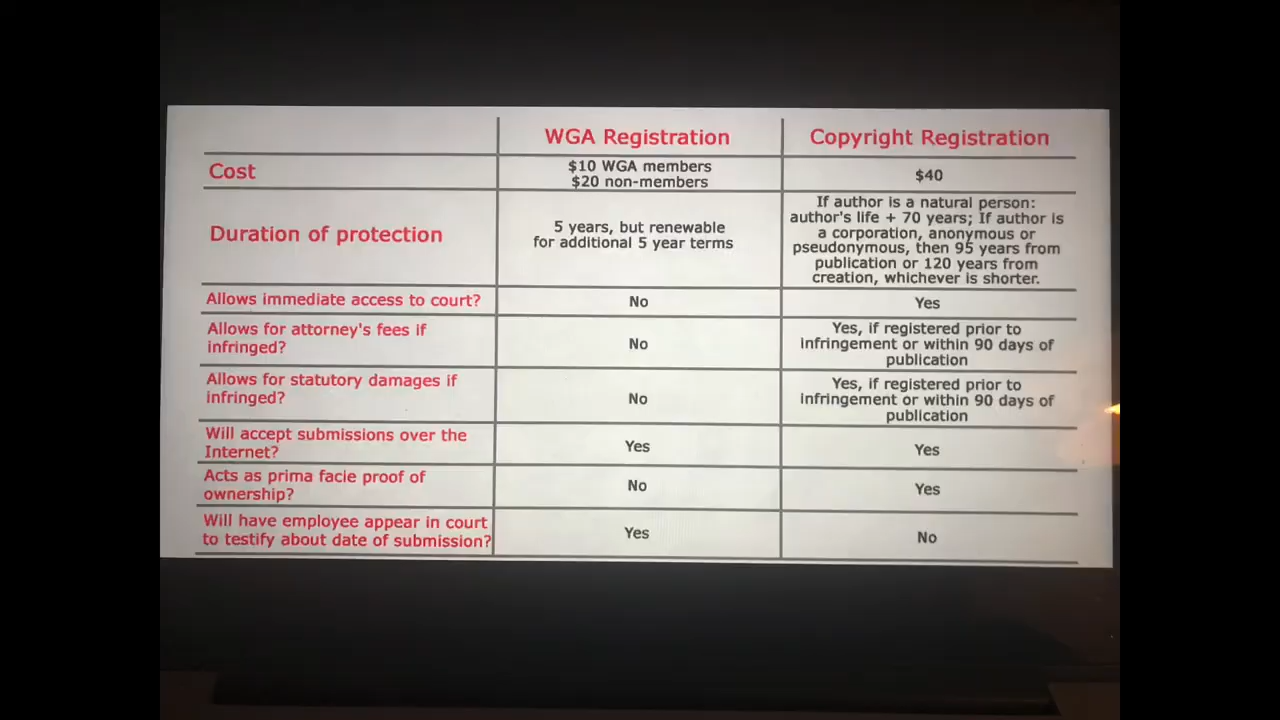 WGA Registration
Copyright Registration
Cost
$10 WGA members
$20 non-members
$40
Duration of protection
5 years, but renewable
for additional 5 year terms
If author is a natural person:
author's life + 70 years; If author is
a corporation, anonymous or
pseudonymous, then 95 years from
publication or 120 years from
creation, whichever is shorter.
Allows immediate access to court?
No
Yes
Allows for attorney's fees if
infringed?
No
Yes, if registered prior to
infringement or within 90 days of
publication
Allows for statutory damages if
infringed?
No
Yes, if registered prior to
infringement or within 90 days of
publication
Will accept submissions over the
Internet?
Yes
Yes
Acts as prima facie proof of
ownership?
No
Yes
Will have employee appear in court
to testify about date of submission?
Yes
No